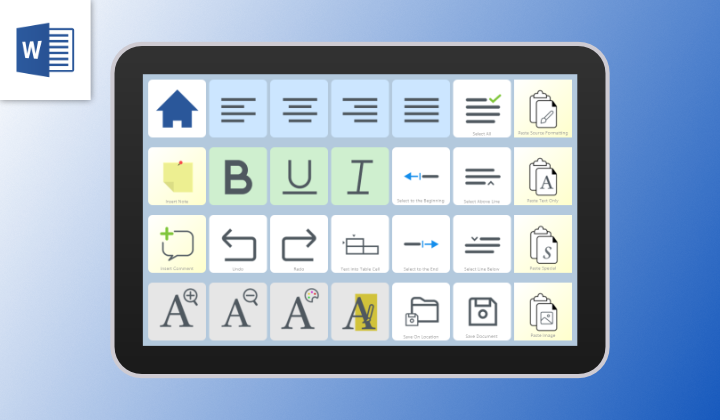 W
Select All
Paste Source Formatting
B U I
Insert Note
Select to the Beginning
Select Above Line
A
Paste Text Only
Insert Comment
Undo
Redo
Text Into Table Cell
Select to the End
Select Line Below
S
Paste Special
A A A A
Save On Location
Save Document
Paste Image